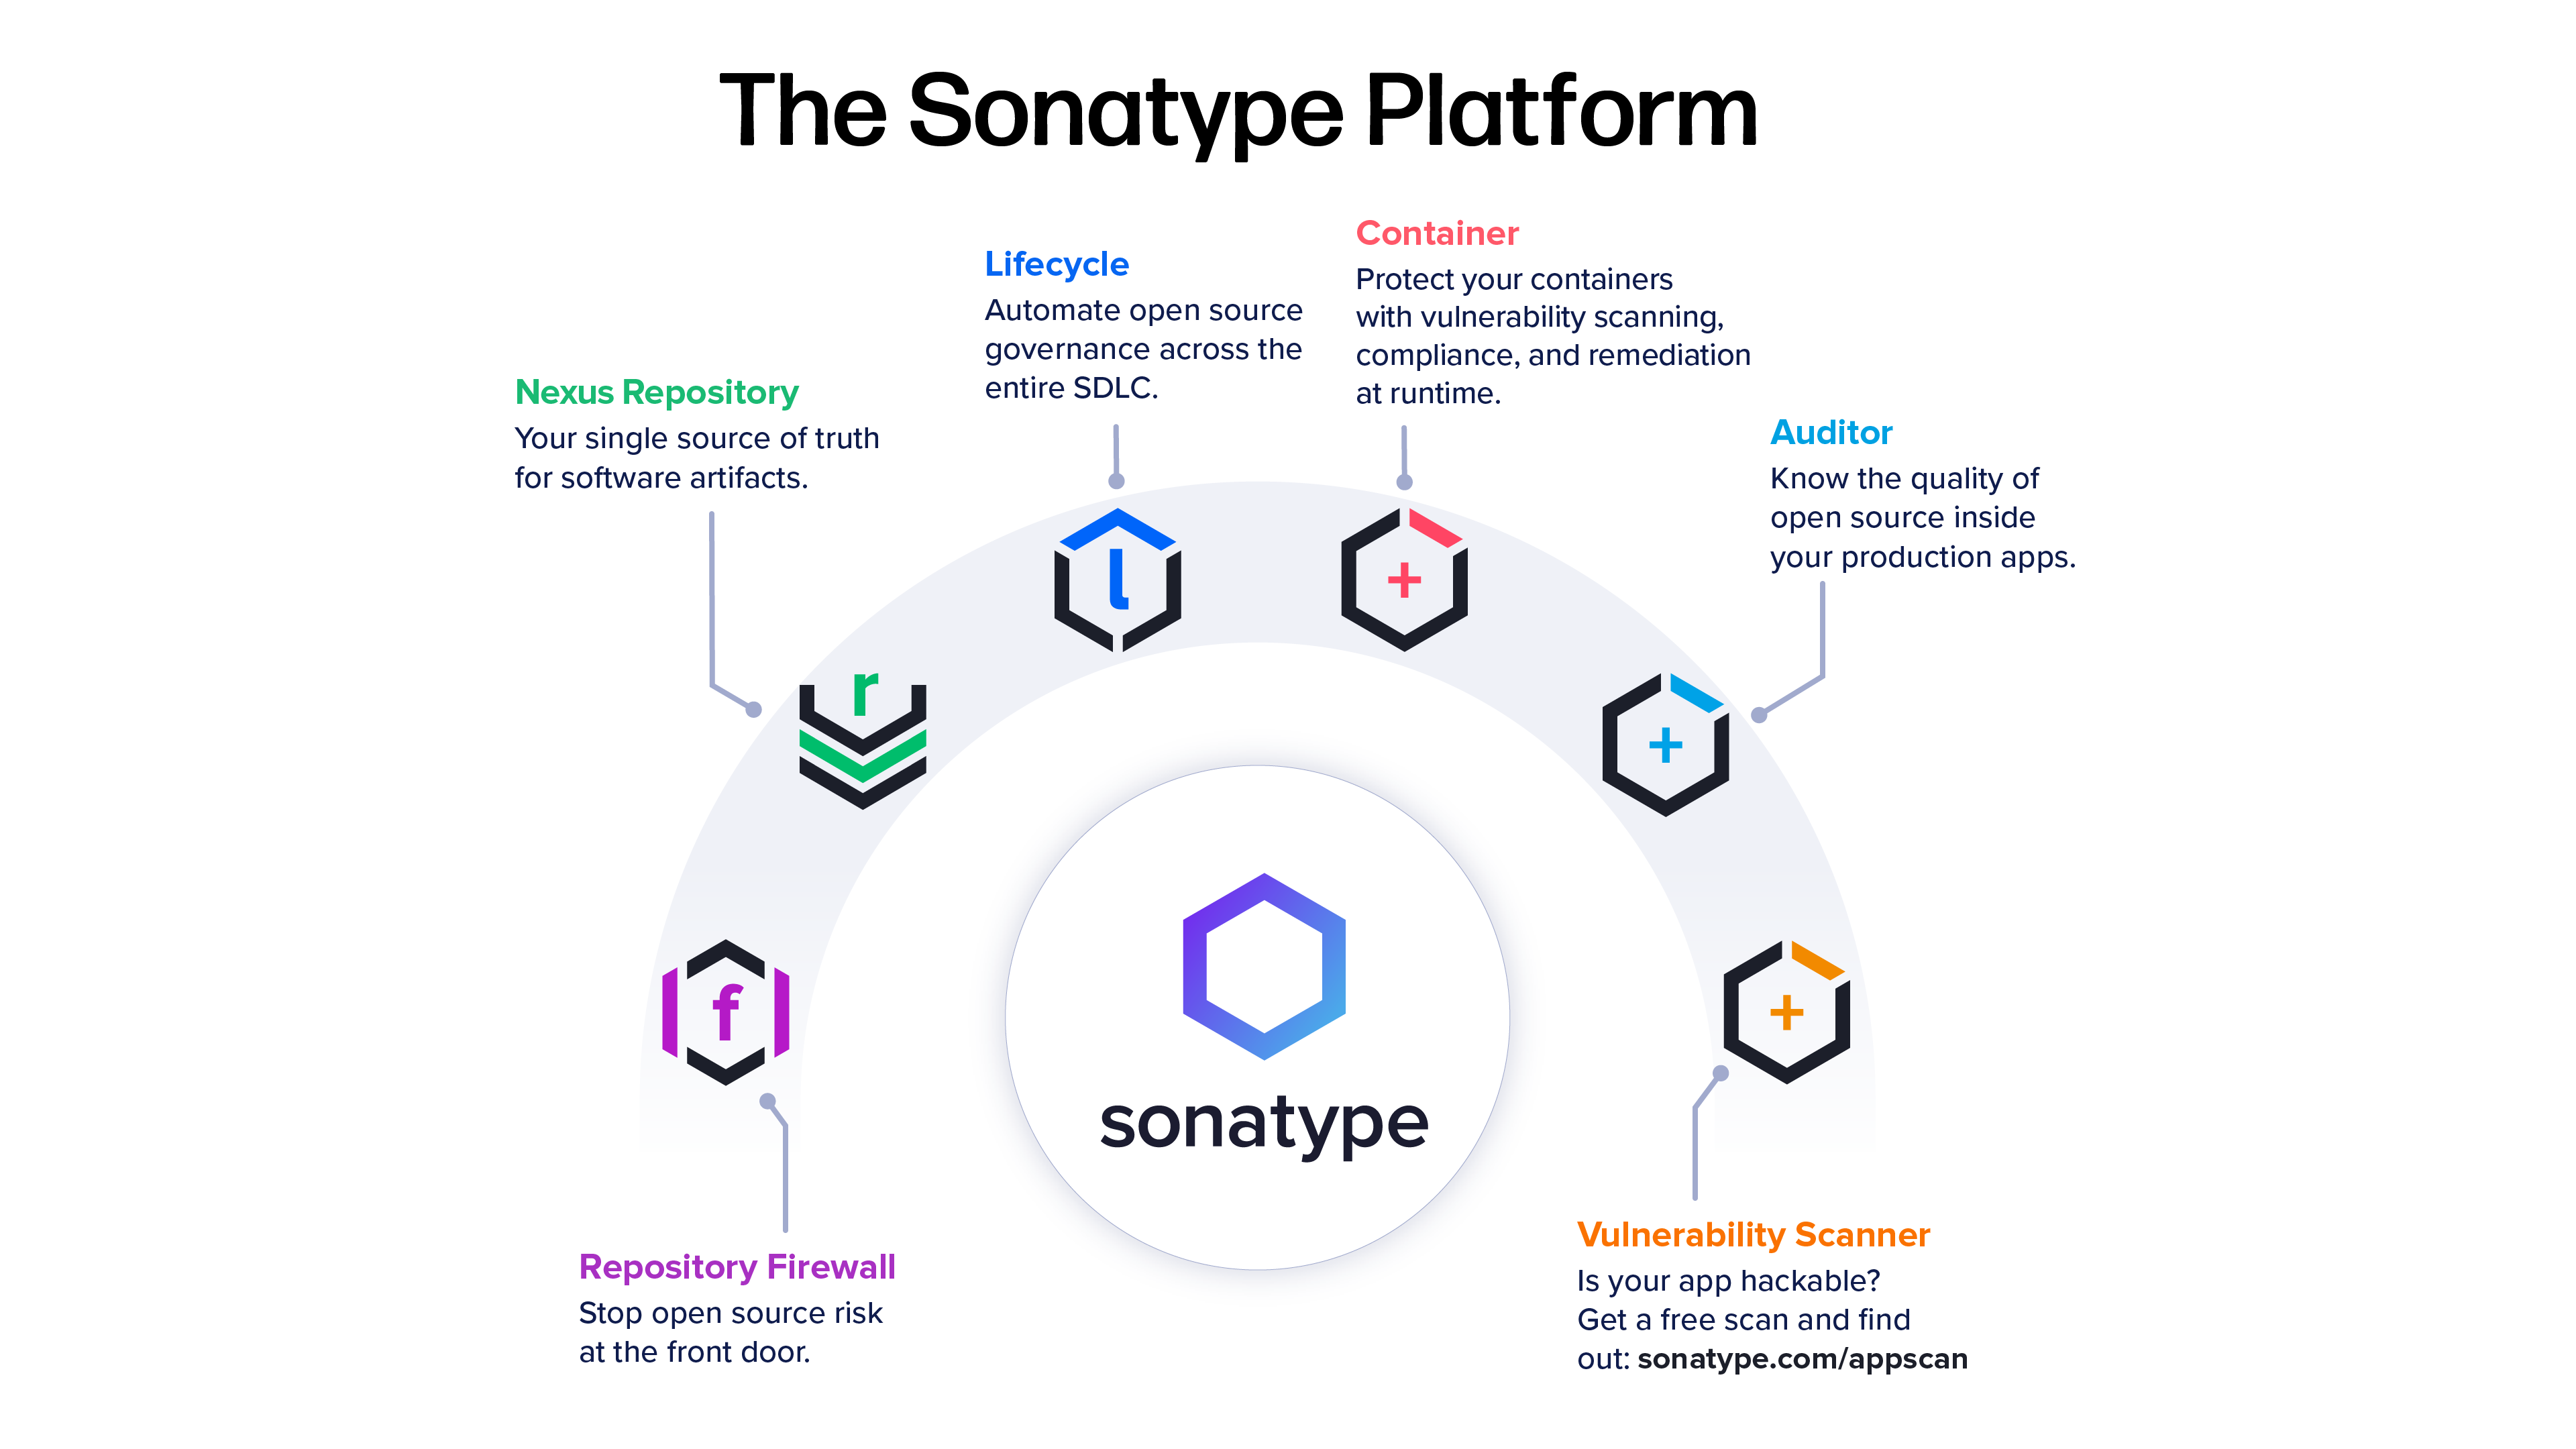 The Sonatype Platform
Container
Protect your containers
with vulnerability scanning,
compliance, and remediation
at runtime.
Lifecycle
Automate open source
governance across the
entire SDLC.
Nexus Repository
Your single source of truth
for software artifacts.
Auditor
Know the quality of
open source inside
your production apps.
l
+
r
+
f
+
sonatype
Repository Firewall
Stop open source risk
at the front door.
Vulnerability Scanner
Is your app hackable?
Get a free scan and find
out: sonatype.com/appscan